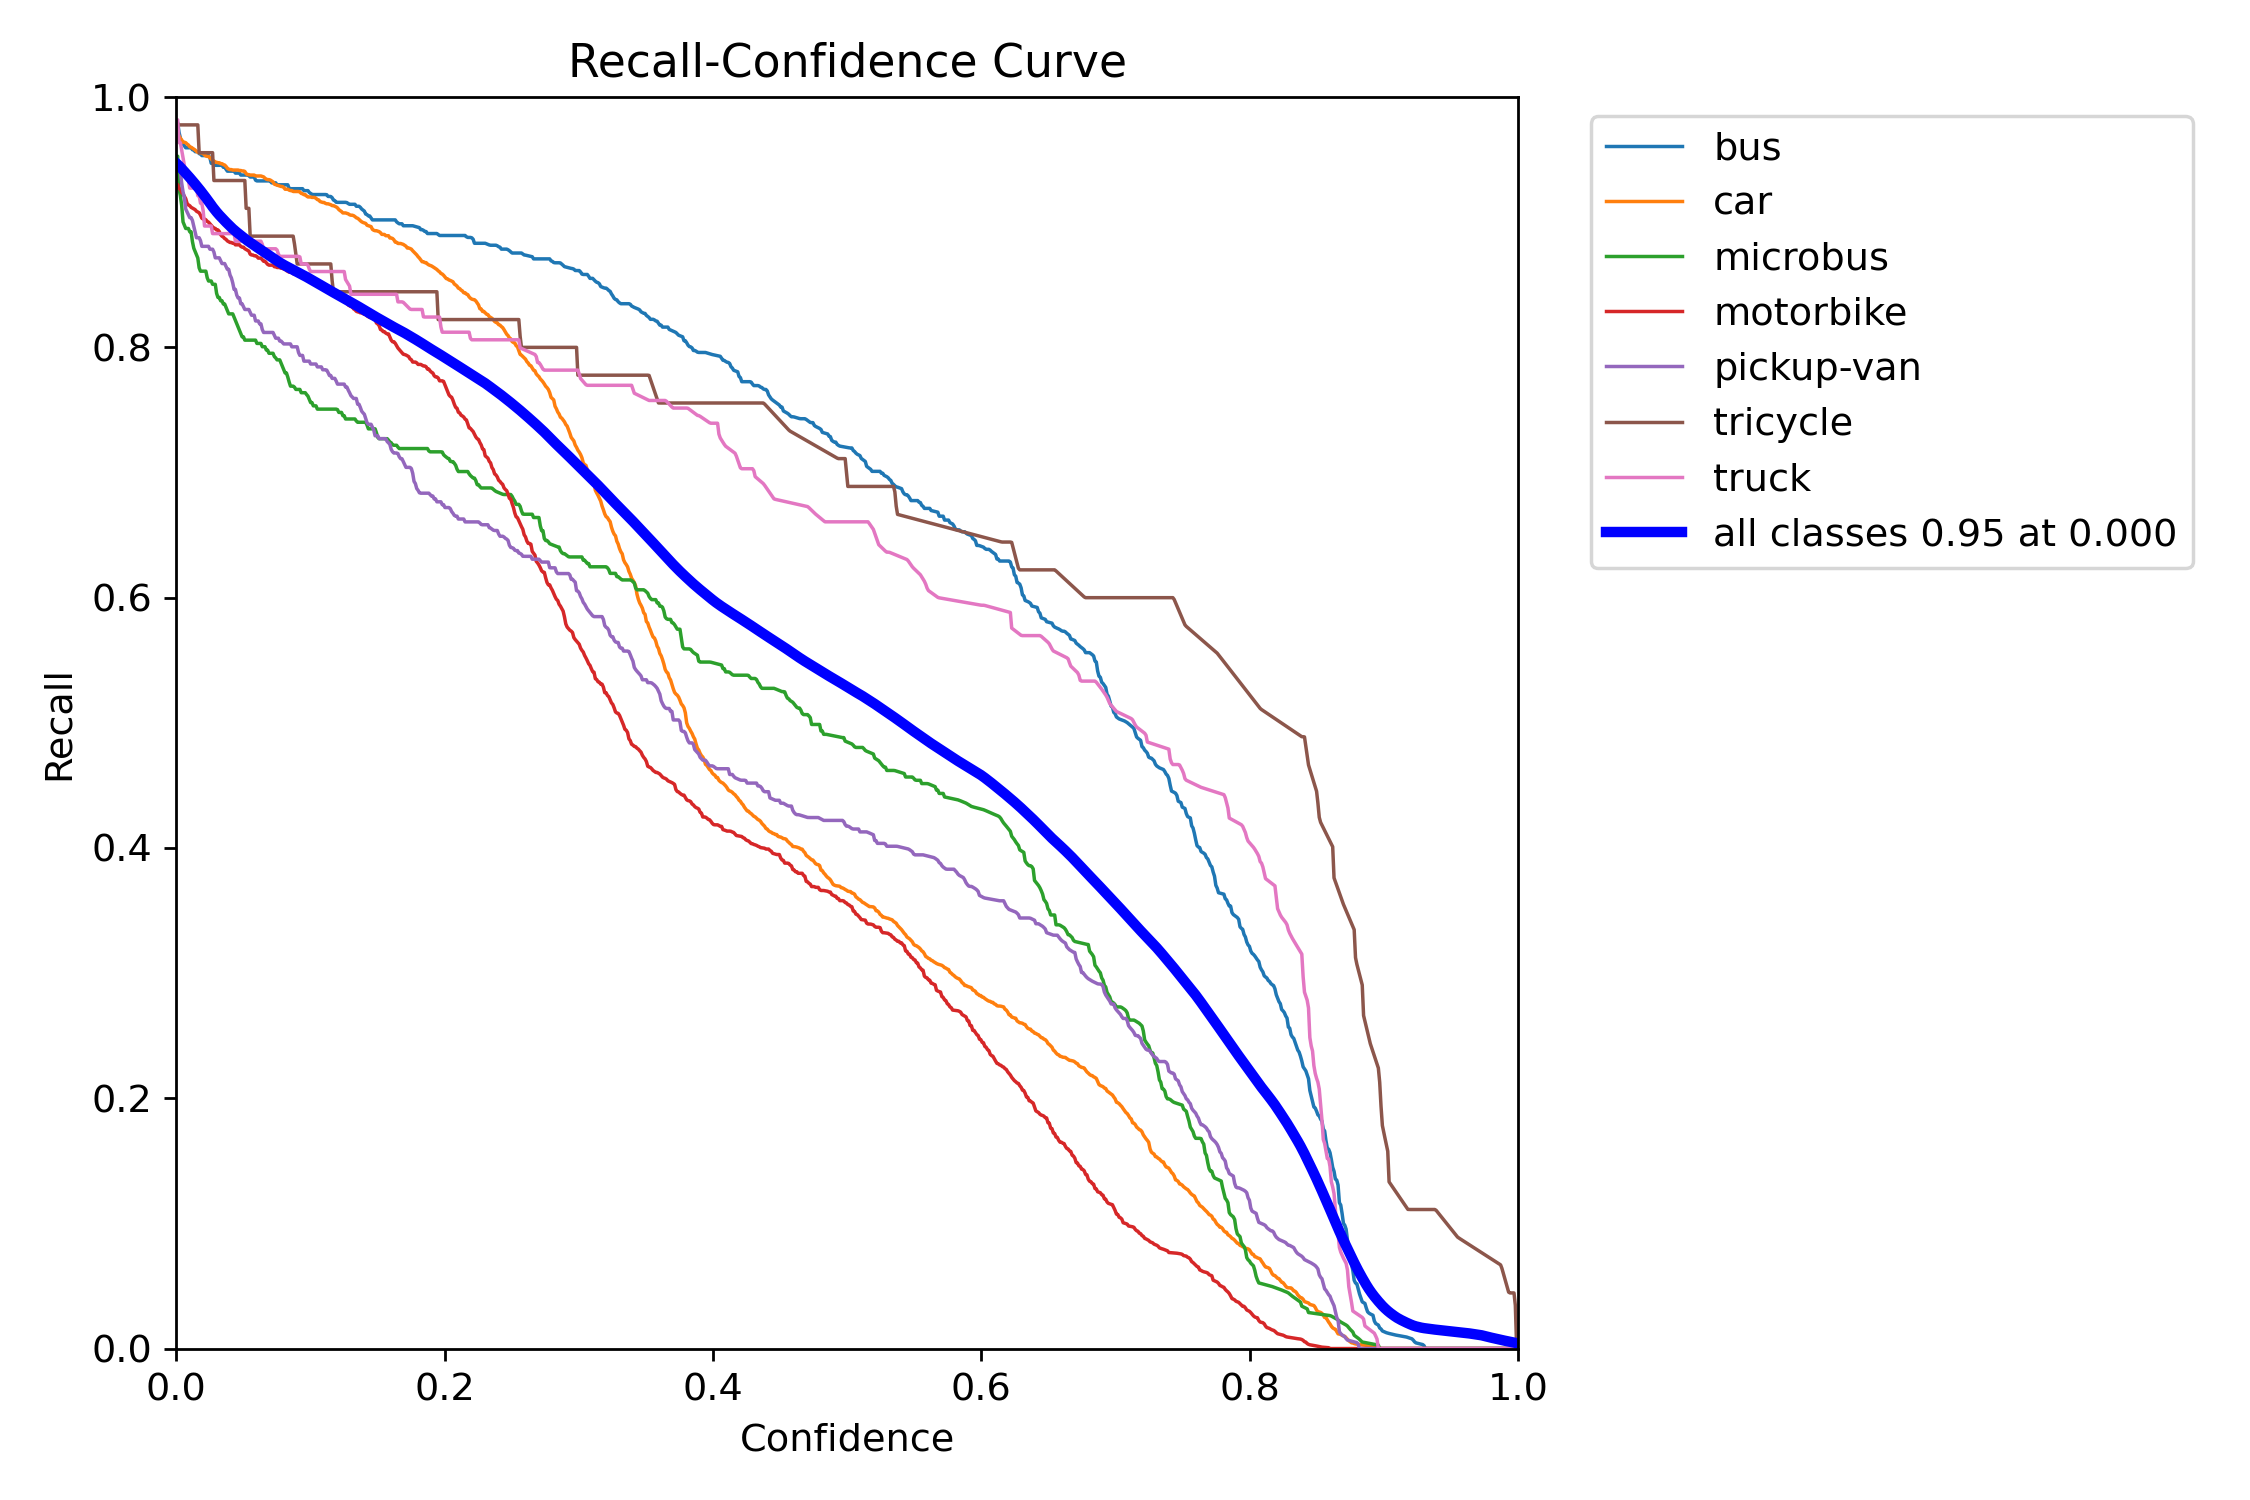 Recall-Confidence Curve
1.0
0.8
0.6
0.4
0.2
0.0
Recall
0.0 0.2 0.4 0.6 0.8 1.0
Confidence
bus
car
microbus
motorbike
pickup-van
tricycle
truck
all classes 0.95 at 0.000